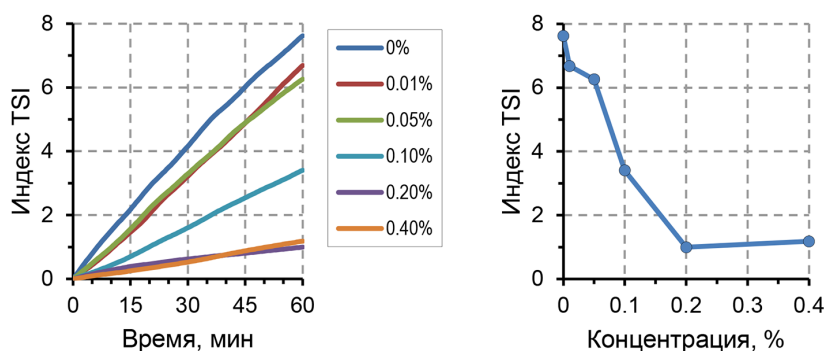 Индекс TSI
8
6
4
2
0
0 15 30 45 60
Время, мин
0%
0.01%
0.05%
0.10%
0.20%
0.40%
Индекс TSI
8
6
4
2
0
0 0.1 0.2 0.3 0.4
Концентрация, %